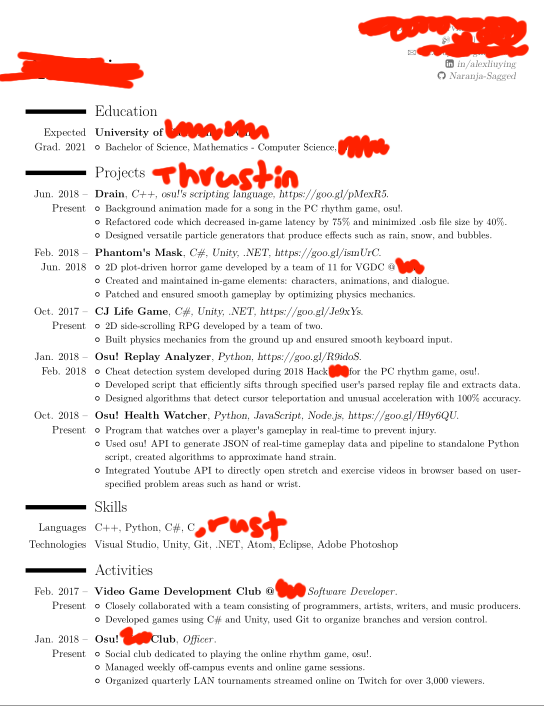 in/alexliuying
Naranja-Sagged
Education
Expected University of
Grad. 2021 Bachelor of Science, Mathematics - Computer Science,
Projects Thrustin
Jun. 2018 – Drain, C++, osu!'s scripting language, https://goo.gl/pMexR5.
Present Background animation made for a song in the PC rhythm game, osu!.
Refactored code which decreased in-game latency by 75% and minimized .osb file size by 40%.
Designed versatile particle generators that produce effects such as rain, snow, and bubbles.
Feb. 2018 – Phantom's Mask, C#, Unity, .NET, https://goo.gl/ismUrC.
Jun. 2018 2D plot-driven horror game developed by a team of 11 for VGDC @
Created and maintained in-game elements: characters, animations, and dialogue.
Patched and ensured smooth gameplay by optimizing physics mechanics.
Oct. 2017 – CJ Life Game, C#, Unity, .NET, https://goo.gl/Je9xYs.
Present 2D side-scrolling RPG developed by a team of two.
Built physics mechanics from the ground up and ensured smooth keyboard input.
Jan. 2018 – Osu! Replay Analyzer, Python, https://goo.gl/R9idoS.
Feb. 2018 Cheat detection system developed during 2018 Hack for the PC rhythm game, osu!.
Developed script that efficiently sifts through specified user's parsed replay file and extracts data.
Designed algorithms that detect cursor teleportation and unusual acceleration with 100% accuracy.
Oct. 2018 – Osu! Health Watcher, Python, JavaScript, Node.js, https://goo.gl/H9y6QU.
Present Program that watches over a player's gameplay in real-time to prevent injury.
Used osu! API to generate JSON of real-time gameplay data and pipeline to standalone Python
script, created algorithms to approximate hand strain.
Integrated Youtube API to directly open stretch and exercise videos in browser based on user-
specified problem areas such as hand or wrist.
Skills
Languages C++, Python, C#, C, rust
Technologies Visual Studio, Unity, Git, .NET, Atom, Eclipse, Adobe Photoshop
Activities
Feb. 2017 – Video Game Development Club @ Software Developer.
Present Closely collaborated with a team consisting of programmers, artists, writers, and music producers.
Developed games using C# and Unity, used Git to organize branches and version control.
Jan. 2018 – Osu! Club, Officer.
Present Social club dedicated to playing the online rhythm game, osu!.
Managed weekly off-campus events and online game sessions.
Organized quarterly LAN tournaments streamed online on Twitch for over 3,000 viewers.